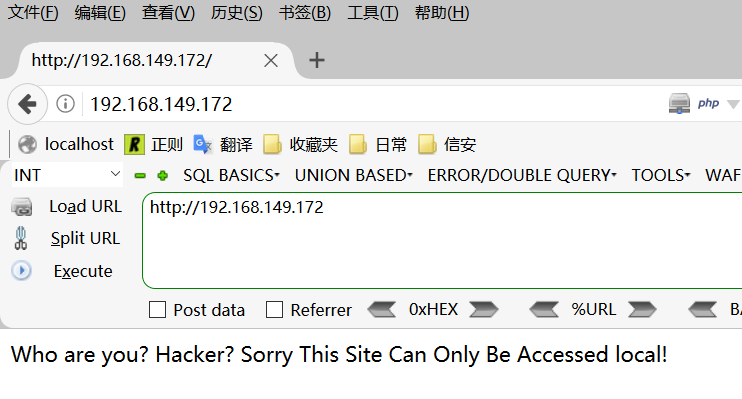 文件(F) 编辑(E) 查看(V) 历史(S) 书签(B) 工具(T) 帮助(H)
http://192.168.149.172/
192.168.149.172 php
localhost R 正则 翻译 收藏夹 日常 信安
INT SQL BASICS UNION BASED ERROR/DOUBLE QUERY TOOLS WAF
Load URL http://192.168.149.172
Split URL
Execute
Post data Referrer 0xHEX %URL BA
Who are you? Hacker? Sorry This Site Can Only Be Accessed local!